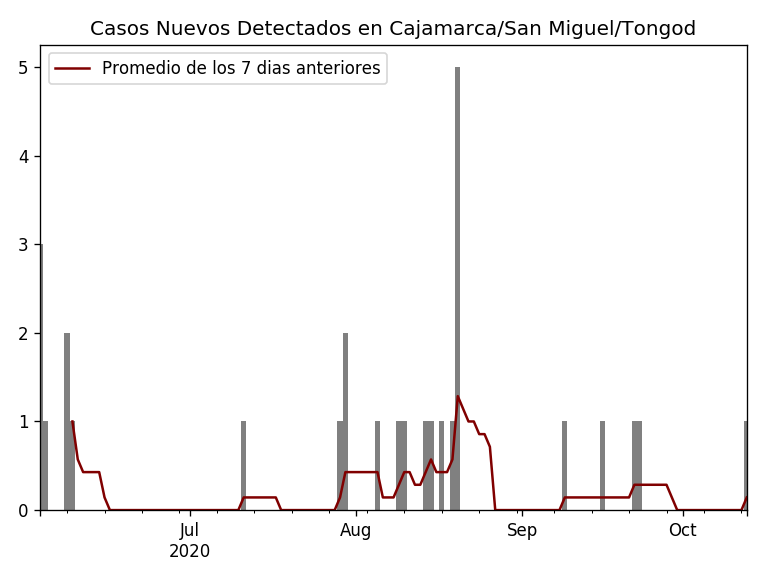 Casos Nuevos Detectados en Cajamarca/San Miguel/Tongod
Promedio de los 7 dias anteriores
5
4
3
2
1
0
Jul
2020
Aug
Sep
Oct